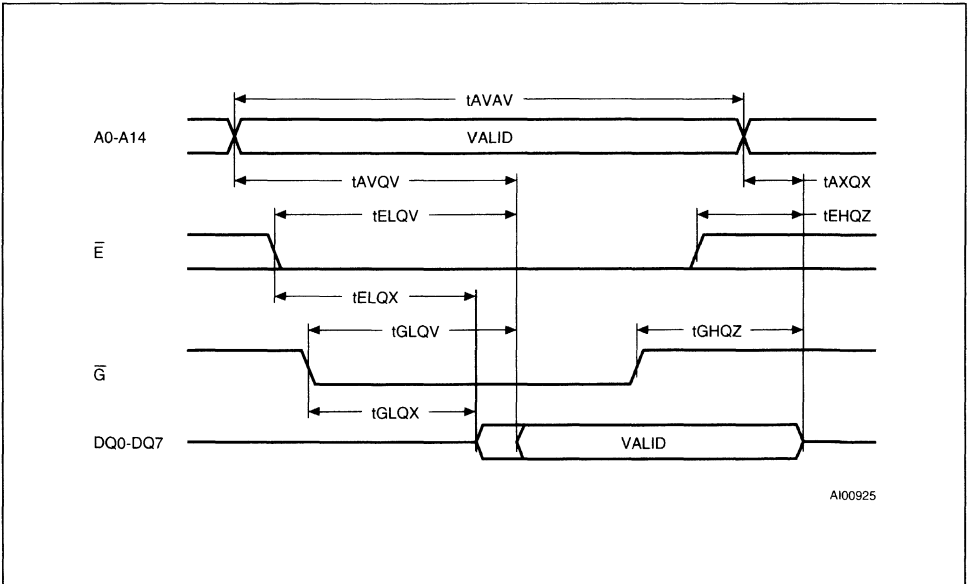 tAVAV
A0-A14 VALID
tAVQV tAXQX
tELQV tEHQZ
E̅
tELQX
tGLQV tGHQZ
G̅
tGLQX
DQ0-DQ7 VALID
AI00925